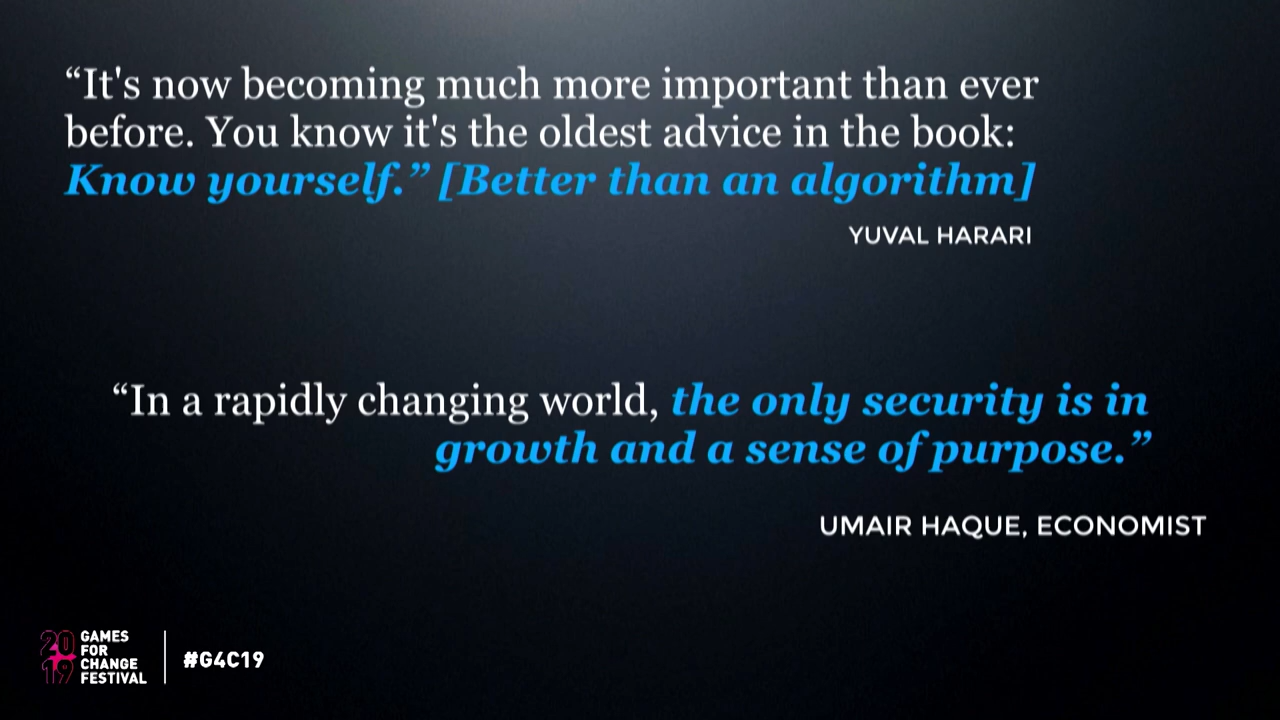 “It's now becoming much more important than ever
before. You know it's the oldest advice in the book:
Know yourself.” [Better than an algorithm]
YUVAL HARARI
“In a rapidly changing world, the only security is in
growth and a sense of purpose.”
UMAIR HAQUE, ECONOMIST
2019
GAMES
FOR
CHANGE
FESTIVAL
#G4C19